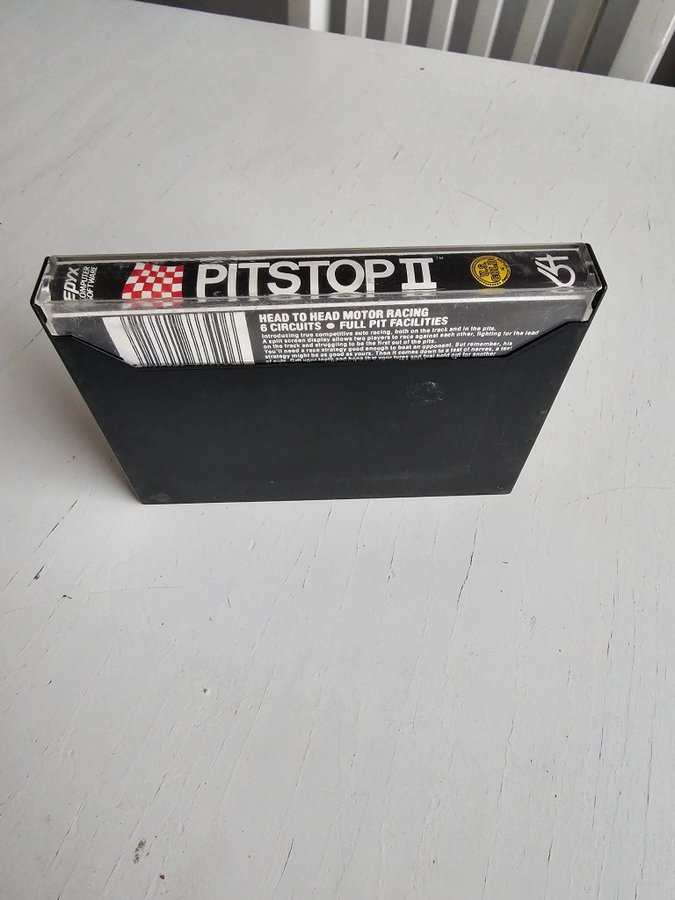 EPYX
COMPUTER
SOFTWARE
PITSTOP II™
U.S.
GOLD
64
HEAD TO HEAD MOTOR RACING
6 CIRCUITS ● FULL PIT FACILITIES
Introducing true competitive auto racing, both on the track and in the pits.
A split screen display allows two players to race against each other, fighting for the lead
on the track and struggling to be the first out of the pits. But remember, his
You'll need a race strategy good enough to beat an opponent.
strategy might be as good as yours. Then it comes down to a test of nerves, a test